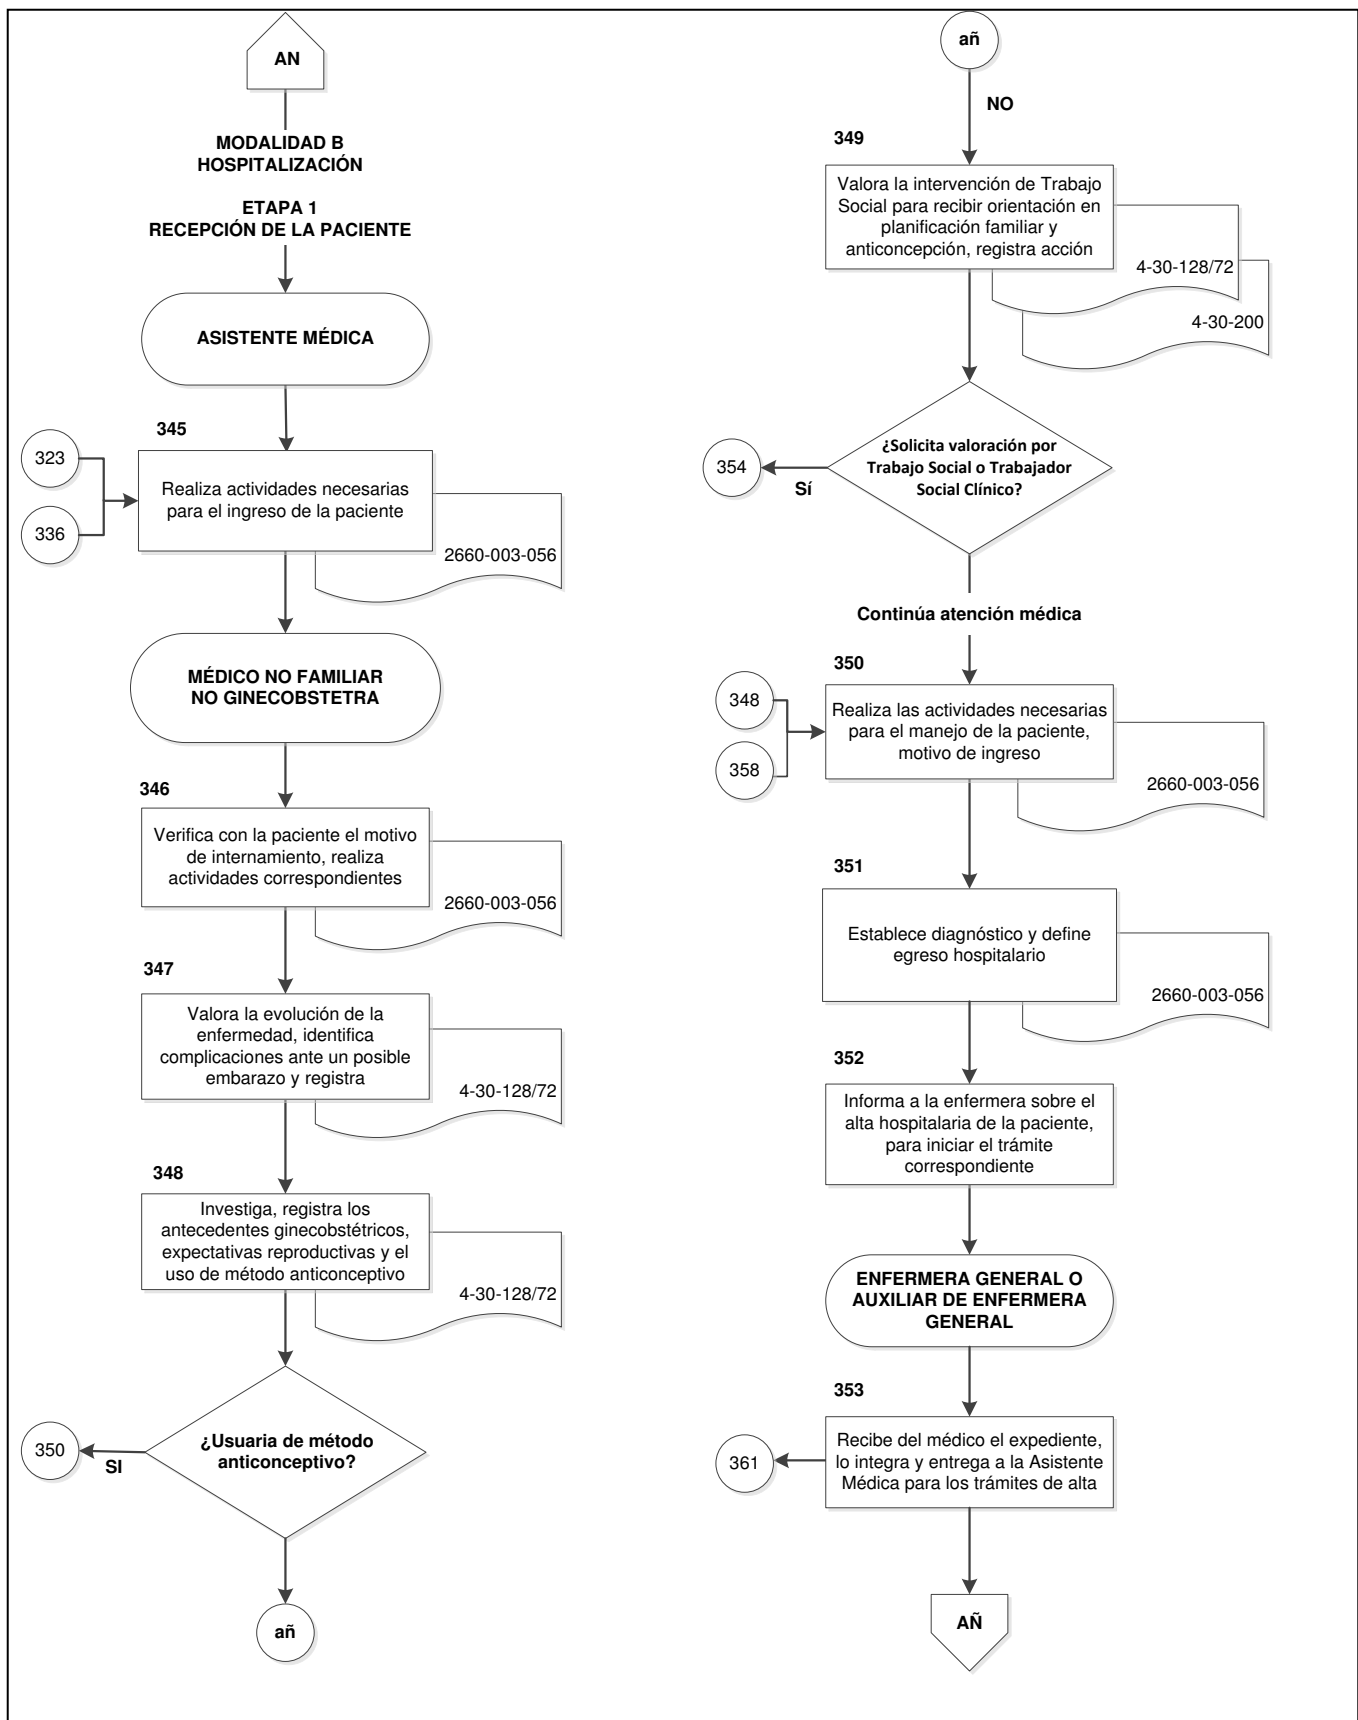 AN
MODALIDAD B
HOSPITALIZACIÓN
ETAPA 1
RECEPCIÓN DE LA PACIENTE
ASISTENTE MÉDICA
345
323
336
Realiza actividades necesarias
para el ingreso de la paciente
2660-003-056
MÉDICO NO FAMILIAR
NO GINECOBSTETRA
346
Verifica con la paciente el motivo
de internamiento, realiza
actividades correspondientes
2660-003-056
347
Valora la evolución de la
enfermedad, identifica
complicaciones ante un posible
embarazo y registra
4-30-128/72
348
Investiga, registra los
antecedentes ginecobstétricos,
expectativas reproductivas y el
uso de método anticonceptivo
4-30-128/72
¿Usuaria de método
anticonceptivo?
350
SI
añ
añ
NO
349
Valora la intervención de Trabajo
Social para recibir orientación en
planificación familiar y
anticoncepción, registra acción
4-30-128/72
4-30-200
¿Solicita valoración por
Trabajo Social o Trabajador
Social Clínico?
354
Sí
Continúa atención médica
350
348
358
Realiza las actividades necesarias
para el manejo de la paciente,
motivo de ingreso
2660-003-056
351
Establece diagnóstico y define
egreso hospitalario
2660-003-056
352
Informa a la enfermera sobre el
alta hospitalaria de la paciente,
para iniciar el trámite
correspondiente
ENFERMERA GENERAL O
AUXILIAR DE ENFERMERA
GENERAL
353
361
Recibe del médico el expediente,
lo integra y entrega a la Asistente
Médica para los trámites de alta
AÑ